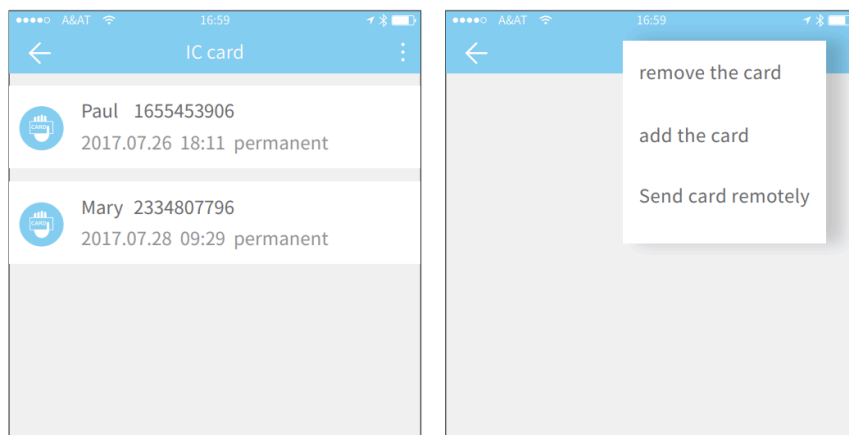 A&AT 16:59
IC card
CARD
Paul 1655453906
2017.07.26 18:11 permanent
CARD
Mary 2334807796
2017.07.28 09:29 permanent
A&AT 16:59
remove the card
add the card
Send card remotely